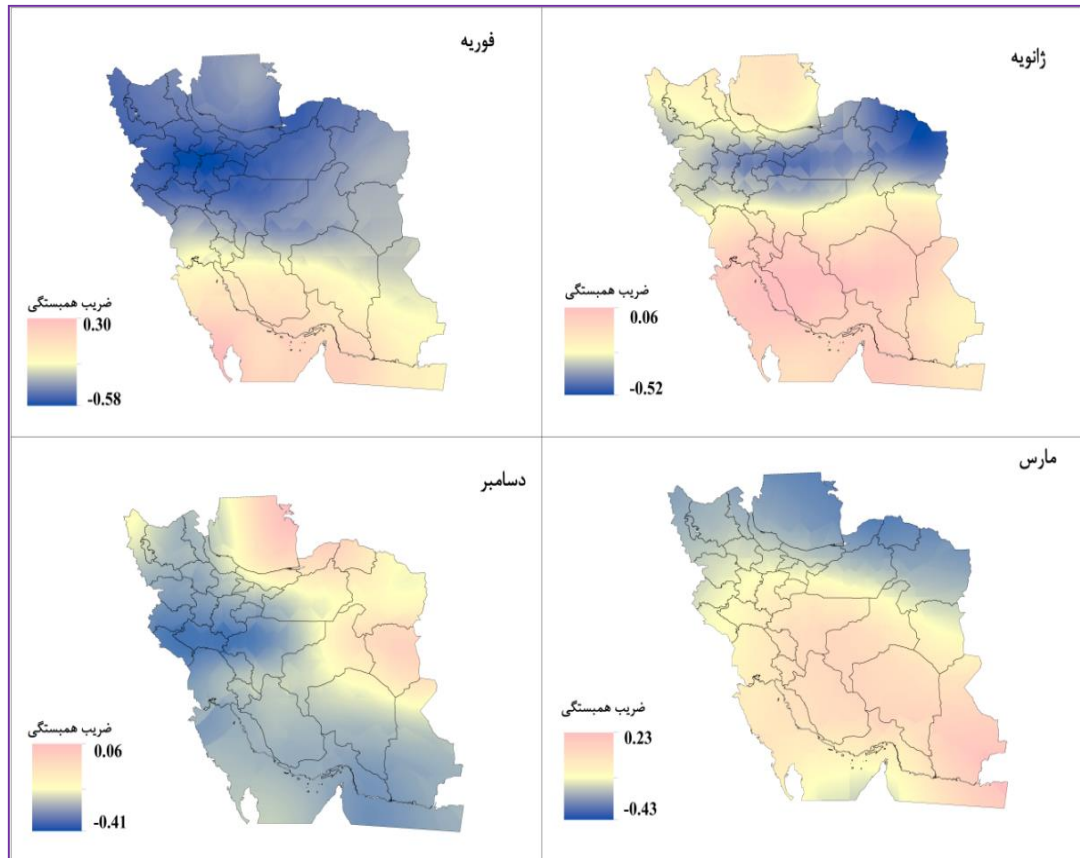 ژانویه
ضریب همبستگی
0.06
-0.52
فوریه
ضریب همبستگی
0.30
-0.58
مارس
ضریب همبستگی
0.23
-0.43
دسامبر
ضریب همبستگی
0.06
-0.41